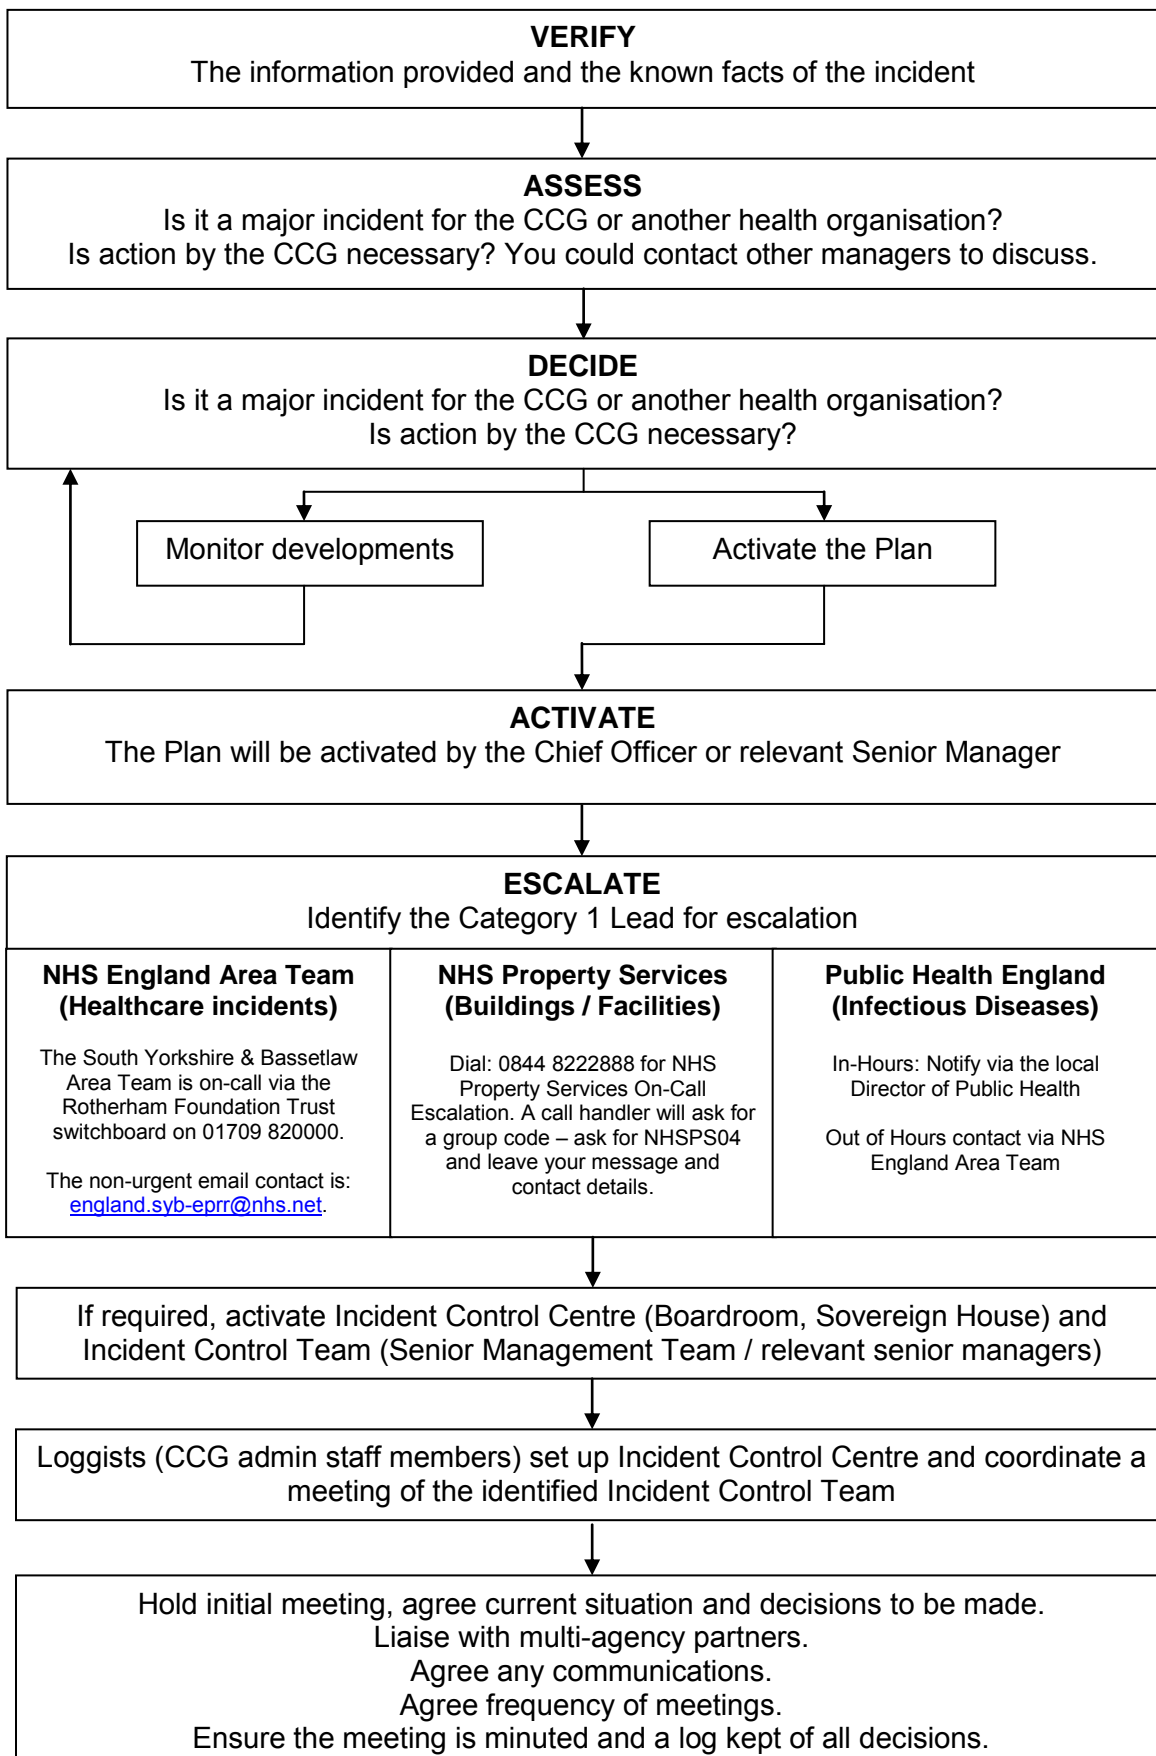 VERIFY
The information provided and the known facts of the incident
ASSESS
Is it a major incident for the CCG or another health organisation?
Is action by the CCG necessary? You could contact other managers to discuss.
DECIDE
Is it a major incident for the CCG or another health organisation?
Is action by the CCG necessary?
Monitor developments
Activate the Plan
ACTIVATE
The Plan will be activated by the Chief Officer or relevant Senior Manager
ESCALATE
Identify the Category 1 Lead for escalation
NHS England Area Team
(Healthcare incidents)
The South Yorkshire & Bassetlaw
Area Team is on-call via the
Rotherham Foundation Trust
switchboard on 01709 820000.
The non-urgent email contact is:
england.syb-eprr@nhs.net.
NHS Property Services
(Buildings / Facilities)
Dial: 0844 8222888 for NHS
Property Services On-Call
Escalation. A call handler will ask for
a group code – ask for NHSPS04
and leave your message and
contact details.
Public Health England
(Infectious Diseases)
In-Hours: Notify via the local
Director of Public Health
Out of Hours contact via NHS
England Area Team
If required, activate Incident Control Centre (Boardroom, Sovereign House) and
Incident Control Team (Senior Management Team / relevant senior managers)
Loggists (CCG admin staff members) set up Incident Control Centre and coordinate a
meeting of the identified Incident Control Team
Hold initial meeting, agree current situation and decisions to be made.
Liaise with multi-agency partners.
Agree any communications.
Agree frequency of meetings.
Ensure the meeting is minuted and a log kept of all decisions.